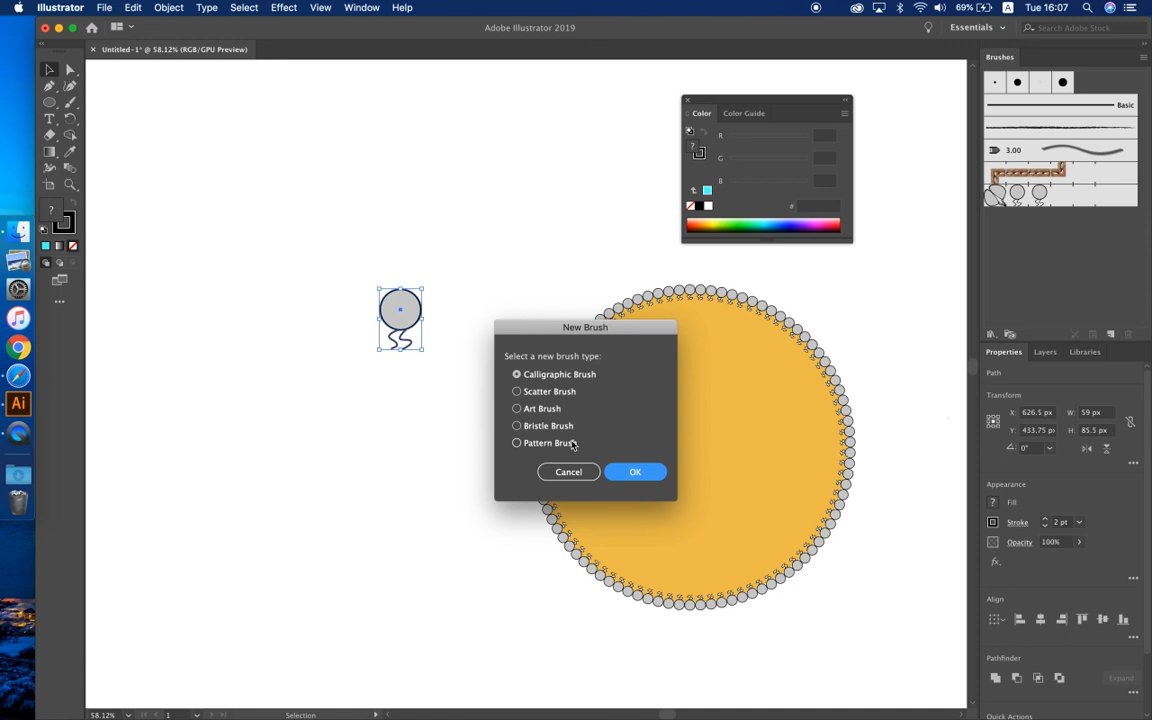 Illustrator File Edit Object Type Select Effect View Window Help
69% A Tue 16:07
Adobe Illustrator 2019
Essentials
Search Adobe Stock
× Untitled-1* @ 58.12% (RGB/GPU Preview)
Brushes
Basic
3.00
Color Color Guide
R
G
B
#
?
?
New Brush
Select a new brush type:
Calligraphic Brush
Scatter Brush
Art Brush
Bristle Brush
Pattern Brush
Cancel OK
Properties Layers Libraries
Path
Transform
X: 626.5 px W: 59 px
Y: 433.75 px H: 85.5 px
0°
Appearance
? Fill
Stroke 2 pt
Opacity 100%
fx.
Align
Pathfinder
Expand
Quick Actions
58.12% 1 Selection